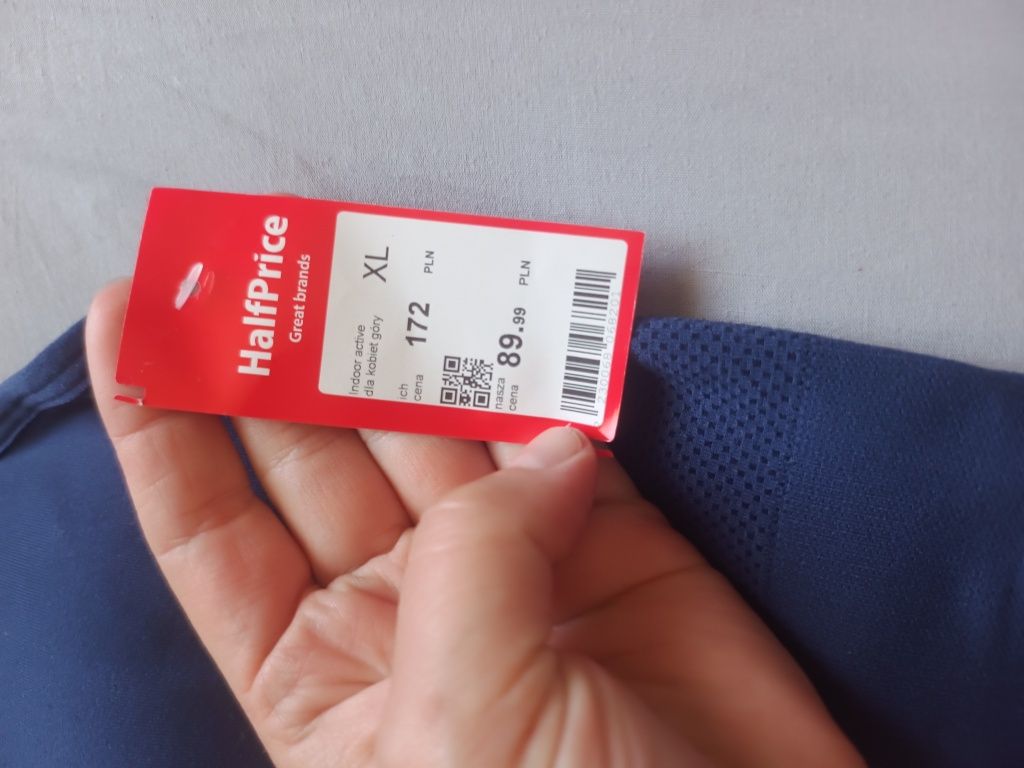 HalfPrice
Great brands
Indoor active
dla kobiet góry
XL
ich
cena
172
PLN
nasza
cena
89.99
PLN